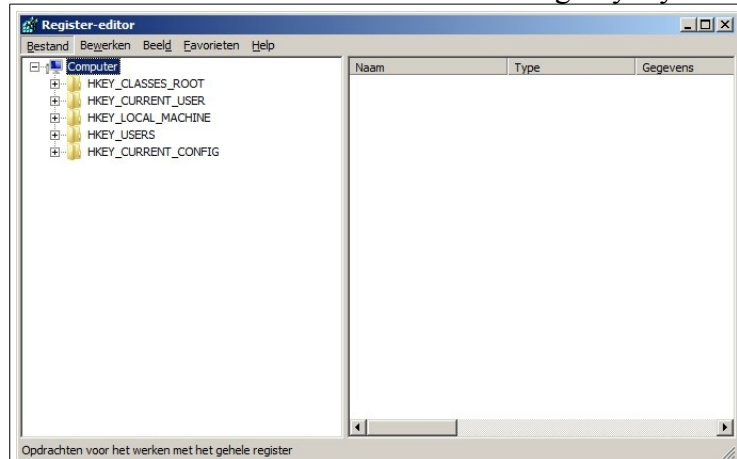 Register-editor
Bestand Bewerken Beeld Favorieten Help
Computer
HKEY_CLASSES_ROOT
HKEY_CURRENT_USER
HKEY_LOCAL_MACHINE
HKEY_USERS
HKEY_CURRENT_CONFIG
Naam Type Gegevens
Opdrachten voor het werken met het gehele register